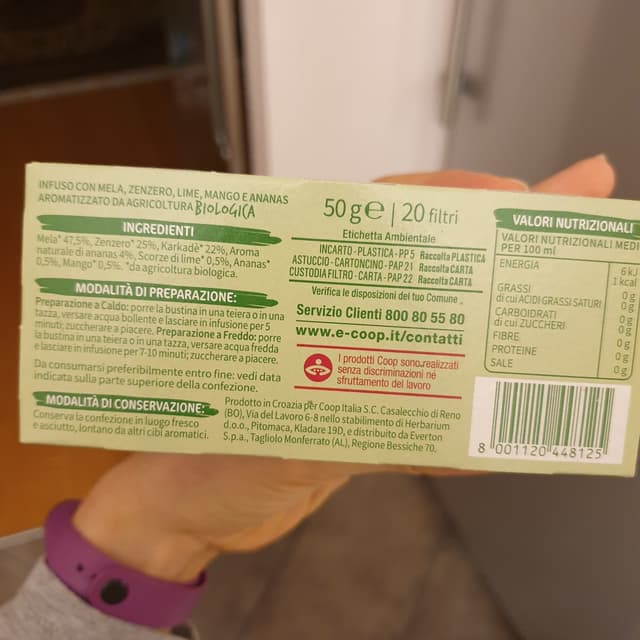 INFUSO CON MELA, ZENZERO, LIME, MANGO E ANANAS
AROMATIZZATO DA AGRICOLTURA BIOLOGICA
INGREDIENTI
Mela* 47,5%, Zenzero* 25%, Karkadè* 22%, Aroma
naturale di ananas 4%, Scorze di lime* 0,5%, Ananas*
0,5%, Mango* 0,5%. *da agricoltura biologica.
MODALITÀ DI PREPARAZIONE:
Preparazione a Caldo: porre la bustina in una teiera o in una
tazza, versare acqua bollente e lasciare in infusione per 5
minuti; zuccherare a piacere. Preparazione a Freddo: porre
la bustina in una teiera o in una tazza, versare acqua fredda
e lasciare in infusione per 7-10 minuti; zuccherare a piacere.
Da consumarsi preferibilmente entro fine: vedi data
indicata sulla parte superiore della confezione.
MODALITÀ DI CONSERVAZIONE:
Conserva la confezione in luogo fresco
e asciutto, lontano da altri cibi aromatici.
50 g e | 20 filtri
Etichetta Ambientale
INCARTO - PLASTICA - PP 5 Raccolta PLASTICA
ASTUCCIO - CARTONCINO - PAP 21 Raccolta CARTA
CUSTODIA FILTRO - CARTA - PAP 22 Raccolta CARTA
Verifica le disposizioni del tuo Comune
Servizio Clienti 800 80 55 80
www.e-coop.it/contatti
I prodotti Coop sono realizzati
senza discriminazioni né
sfruttamento del lavoro
Prodotto in Croazia per Coop Italia S.C. Casalecchio di Reno
(BO), Via del Lavoro 6-8 nello stabilimento di Herbarium
d.o.o., Pitomaca, Kladare 19D, e distribuito da Everton
S.p.a., Tagliolo Monferrato (AL), Regione Bessiche 70.
VALORI NUTRIZIONALI
VALORI NUTRIZIONALI MEDI
PER 100 ml
ENERGIA 6 kJ
1 kcal
GRASSI 0 g
di cui ACIDI GRASSI SATURI 0 g
CARBOIDRATI 0 g
di cui ZUCCHERI 0 g
FIBRE 0 g
PROTEINE 0 g
SALE 0 g
8 001120 448125